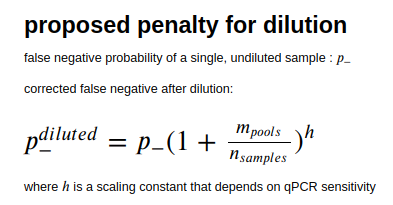 proposed penalty for dilution
false negative probability of a single, undiluted sample : p_
corrected false negative after dilution:
p_^{diluted} = p_(1 + \frac{m_{pools}}{n_{samples}})^h
where h is a scaling constant that depends on qPCR sensitivity